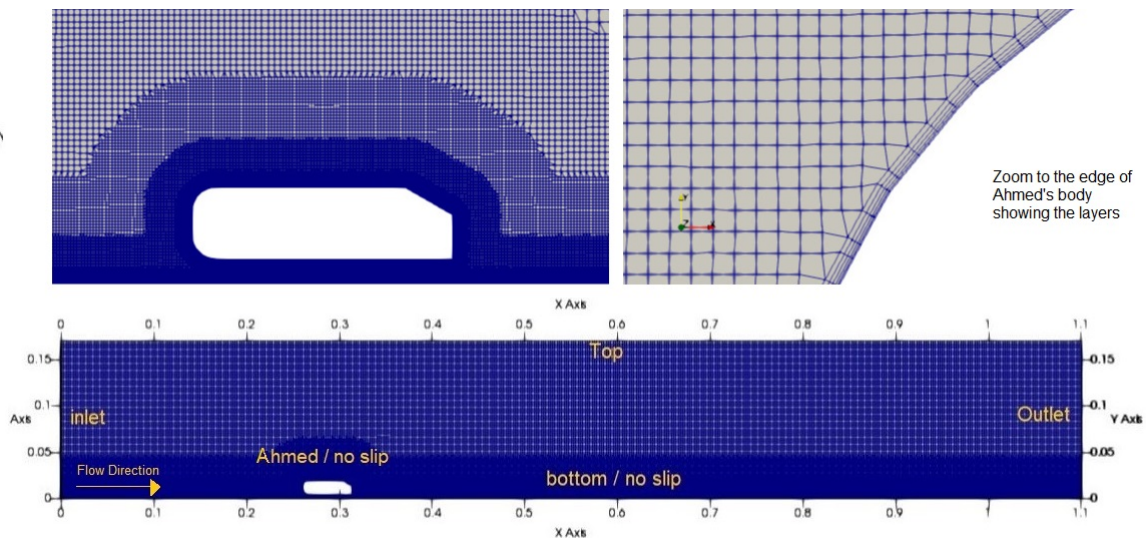 Zoom to the edge of
Ahmed's body
showing the layers
X Axis
0 0.1 0.2 0.3 0.4 0.5 0.6 0.7 0.8 0.9 1 1.1
0.15 Top 0.15
0.1 0.1
Axis inlet Outlet Y Axis
0.05 Ahmed / no slip 0.05
Flow Direction bottom / no slip
0 0
0 0.1 0.2 0.3 0.4 0.5 0.6 0.7 0.8 0.9 1 1.1
X Axis